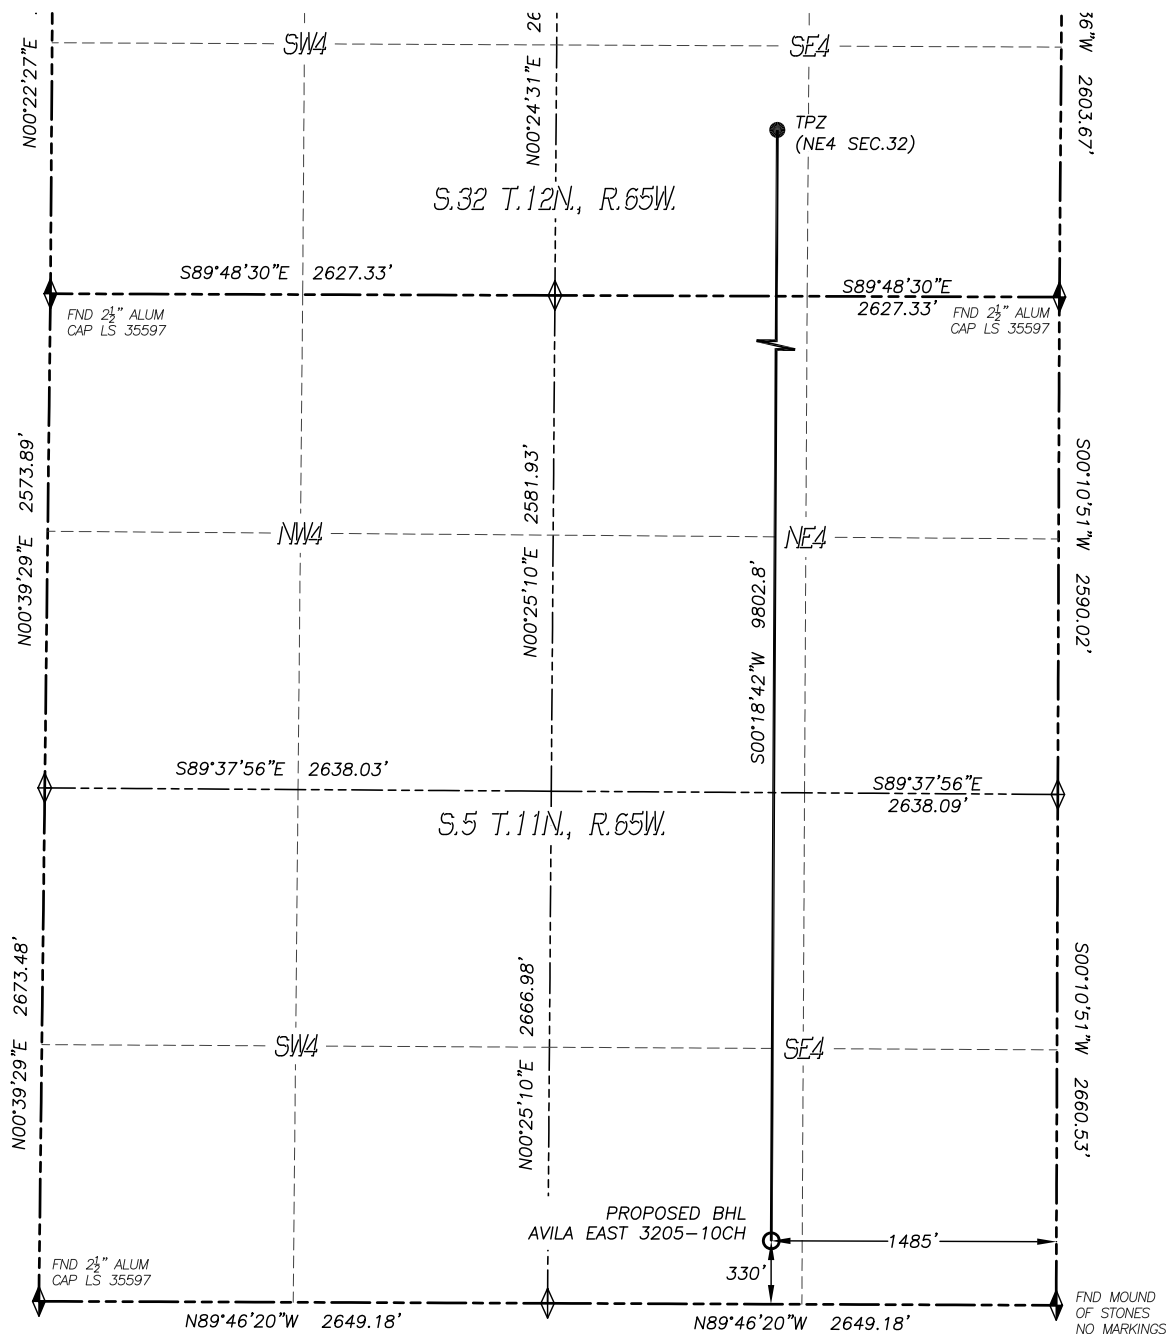 N00°22'27"E
SW4
N00°24'31"E 26
SE4
36"W 2603.67'
TPZ
(NE4 SEC.32)
S.32 T.12N., R.65W.
S89°48'30"E 2627.33'
S89°48'30"E
2627.33'
FND 2½" ALUM
CAP LS 35597
FND 2½" ALUM
CAP LS 35597
N00°39'29"E 2573.89'
NW4
N00°25'10"E 2581.93'
NE4
S00°10'51"W 2590.02'
S00°18'42"W 9802.8'
S89°37'56"E 2638.03'
S89°37'56"E
2638.09'
S.5 T.11N., R.65W.
N00°39'29"E 2673.48'
SW4
N00°25'10"E 2666.98'
SE4
S00°10'51"W 2660.53'
PROPOSED BHL
AVILA EAST 3205-10CH
1485'
330'
FND 2½" ALUM
CAP LS 35597
N89°46'20"W 2649.18'
N89°46'20"W 2649.18'
FND MOUND
OF STONES
NO MARKINGS